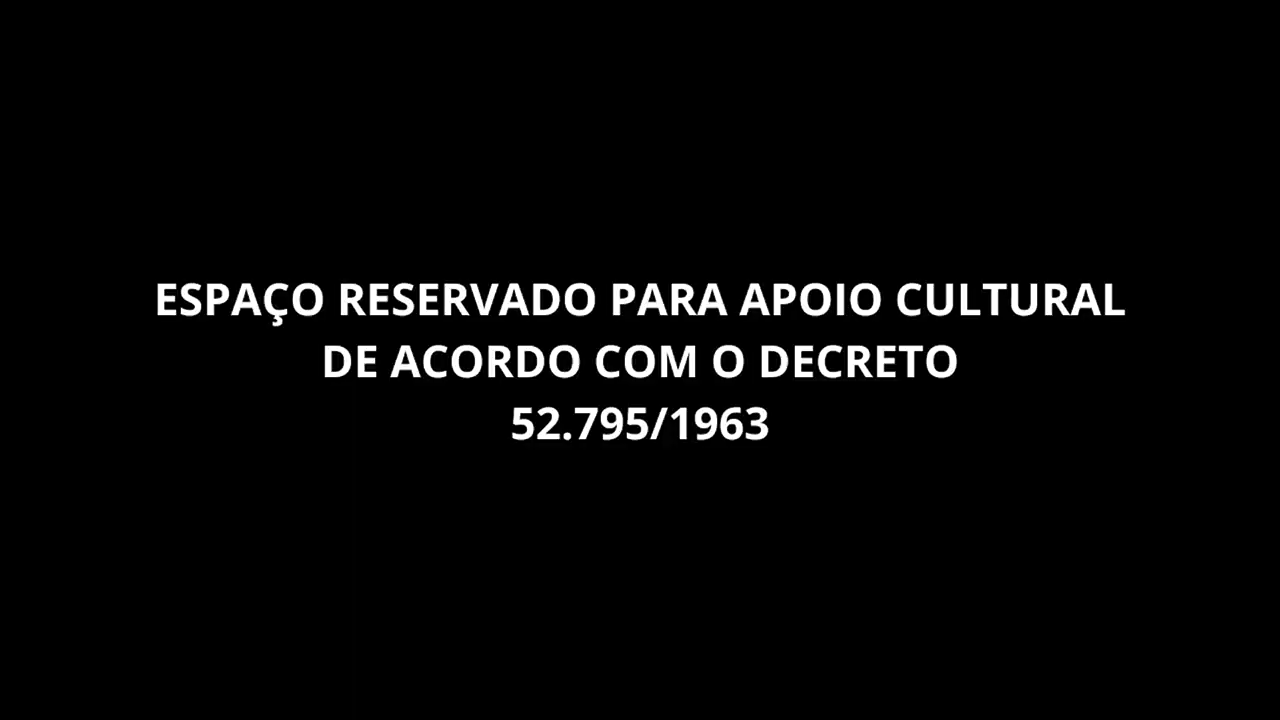 ESPAÇO RESERVADO PARA APOIO CULTURAL
DE ACORDO COM O DECRETO
52.795/1963